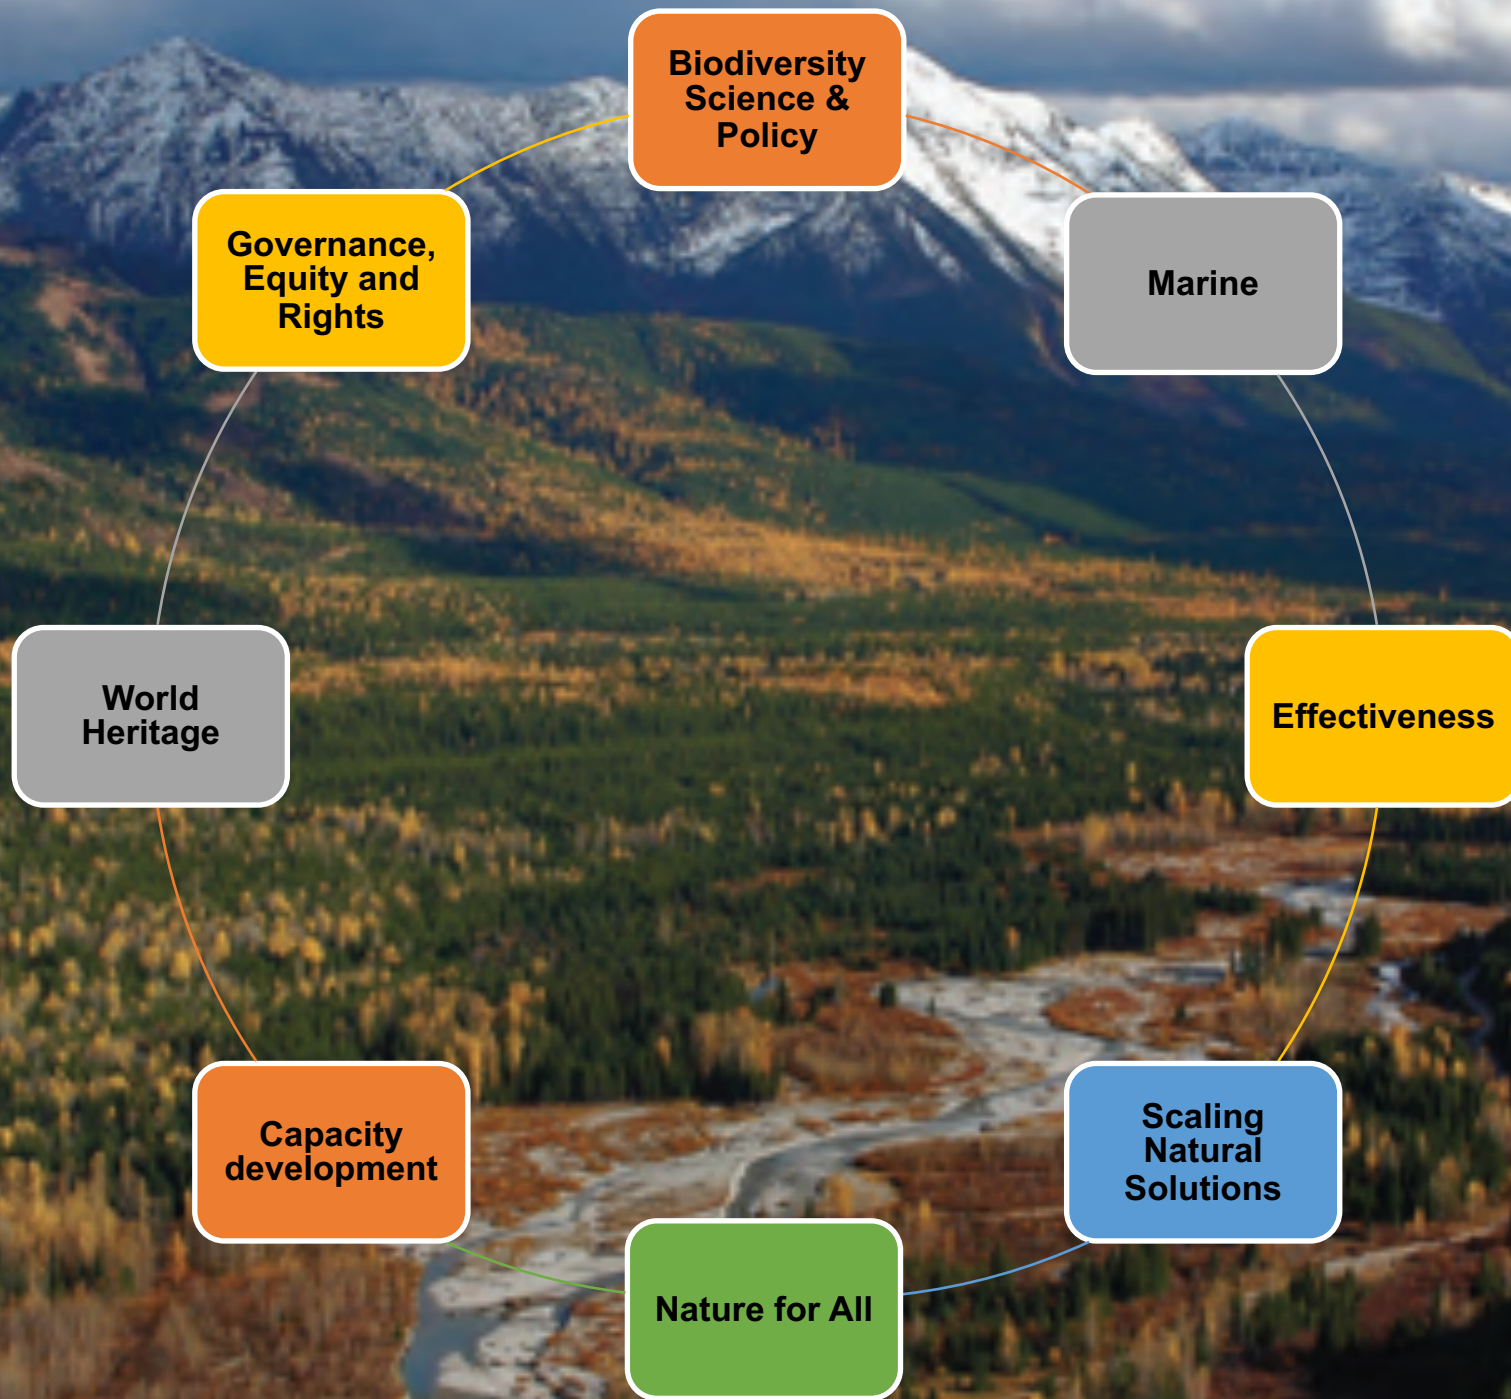 Biodiversity
Science &
Policy
Governance,
Equity and
Rights
Marine
World
Heritage
Effectiveness
Capacity
development
Scaling
Natural
Solutions
Nature for All